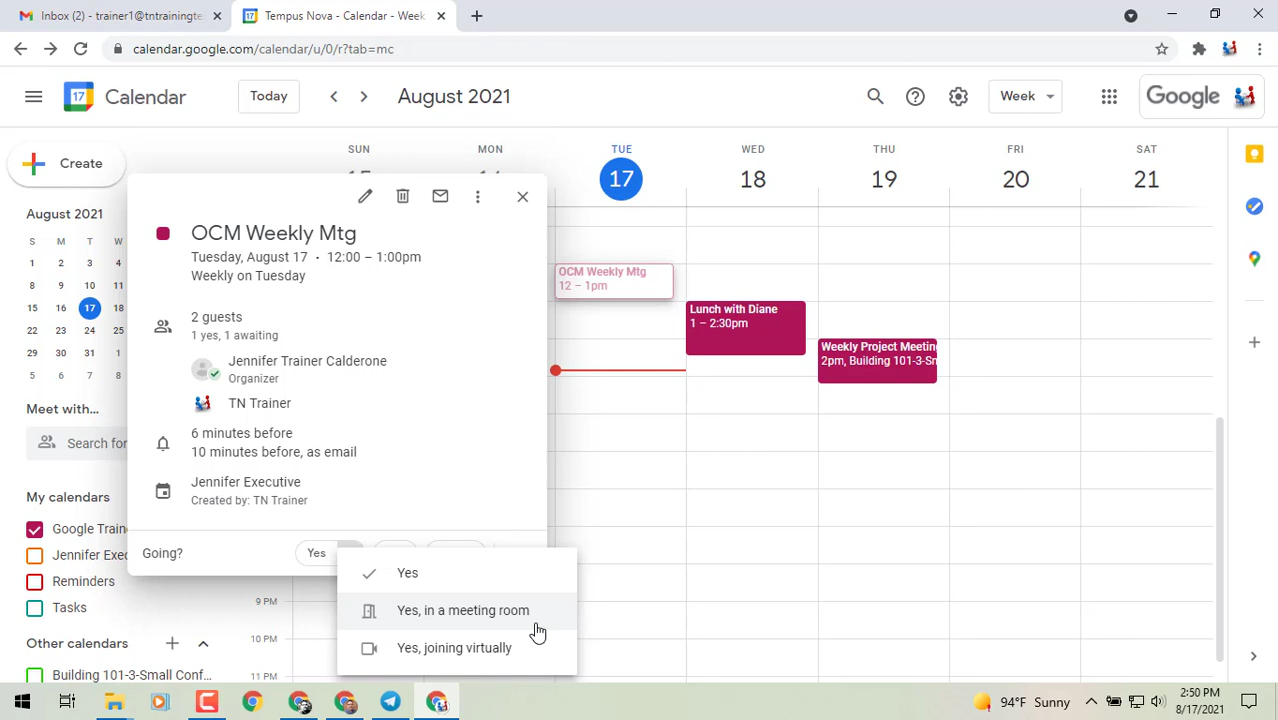 Inbox (2) - trainer1@tntrainingte
Tempus Nova - Calendar - Week
calendar.google.com/calendar/u/0/r?tab=mc
17
Calendar
Today
August 2021
Week
Google
Create
SUN
MON
TUE
WED
THU
FRI
SAT
17
18
19
20
21
August 2021
S M T W
1 2 3 4
8 9 10 11
15 16 17 18
22 23 24 25
29 30 31 1
5 6 7 8
Meet with...
Search for
My calendars
Google Train
Jennifer Exec
Reminders
Tasks
Other calendars
Building 101-3-Small Conf...
OCM Weekly Mtg
Tuesday, August 17 • 12:00 – 1:00pm
Weekly on Tuesday
2 guests
1 yes, 1 awaiting
Jennifer Trainer Calderone
Organizer
TN Trainer
6 minutes before
10 minutes before, as email
Jennifer Executive
Created by: TN Trainer
Going?
Yes
Yes
Yes, in a meeting room
Yes, joining virtually
OCM Weekly Mtg
12 – 1pm
Lunch with Diane
1 – 2:30pm
Weekly Project Meetin
2pm, Building 101-3-Sn
9 PM
10 PM
11 PM
94°F Sunny
2:50 PM
8/17/2021